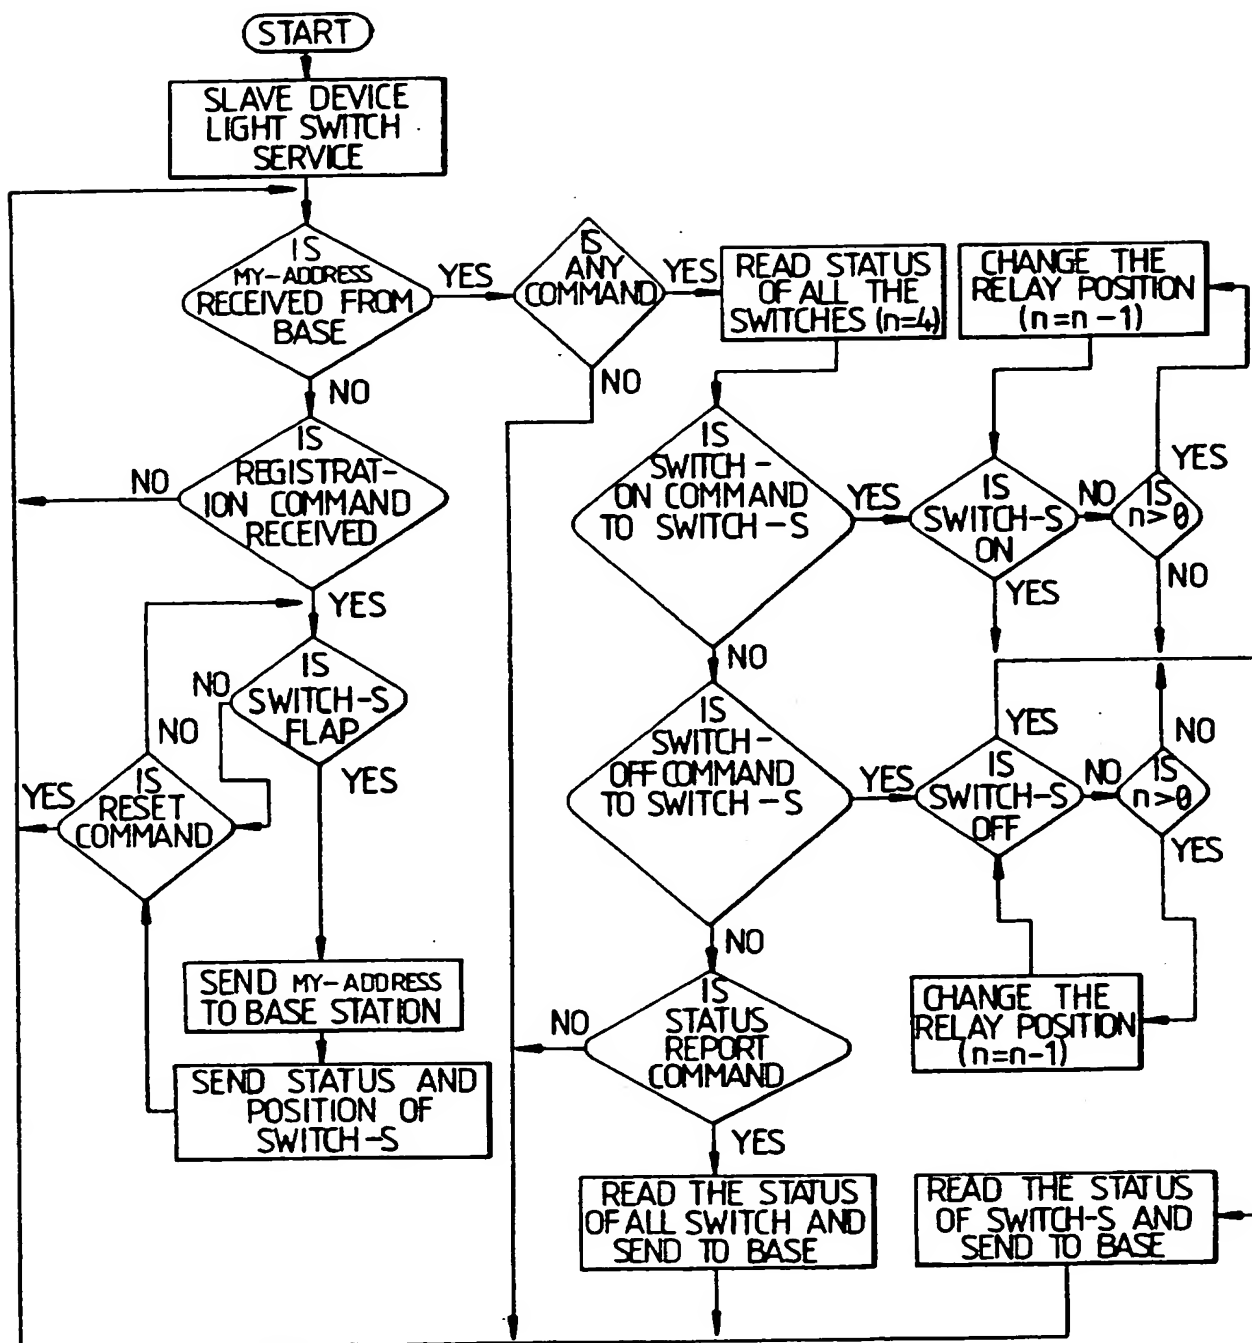 START
SLAVE DEVICE
LIGHT SWITCH
SERVICE
IS
MY-ADDRESS
RECEIVED FROM
BASE
YES
NO
IS
ANY
COMMAND
YES
NO
READ STATUS
OF ALL THE
SWITCHES (n=4)
CHANGE THE
RELAY POSITION
(n=n-1)
IS
REGISTRAT-
ION COMMAND
RECEIVED
NO
YES
IS
SWITCH-
ON COMMAND
TO SWITCH-S
YES
NO
IS
SWITCH-S
ON
NO
YES
IS
n>0
YES
NO
IS
SWITCH-S
FLAP
NO
YES
IS
RESET
COMMAND
NO
YES
IS
SWITCH-
OFF COMMAND
TO SWITCH-S
YES
NO
IS
SWITCH-S
OFF
YES
NO
IS
n>0
NO
YES
SEND MY-ADDRESS
TO BASE STATION
SEND STATUS AND
POSITION OF
SWITCH-S
IS
STATUS
REPORT
COMMAND
NO
YES
CHANGE THE
RELAY POSITION
(n=n-1)
READ THE STATUS
OF ALL SWITCH AND
SEND TO BASE
READ THE STATUS
OF SWITCH-S AND
SEND TO BASE